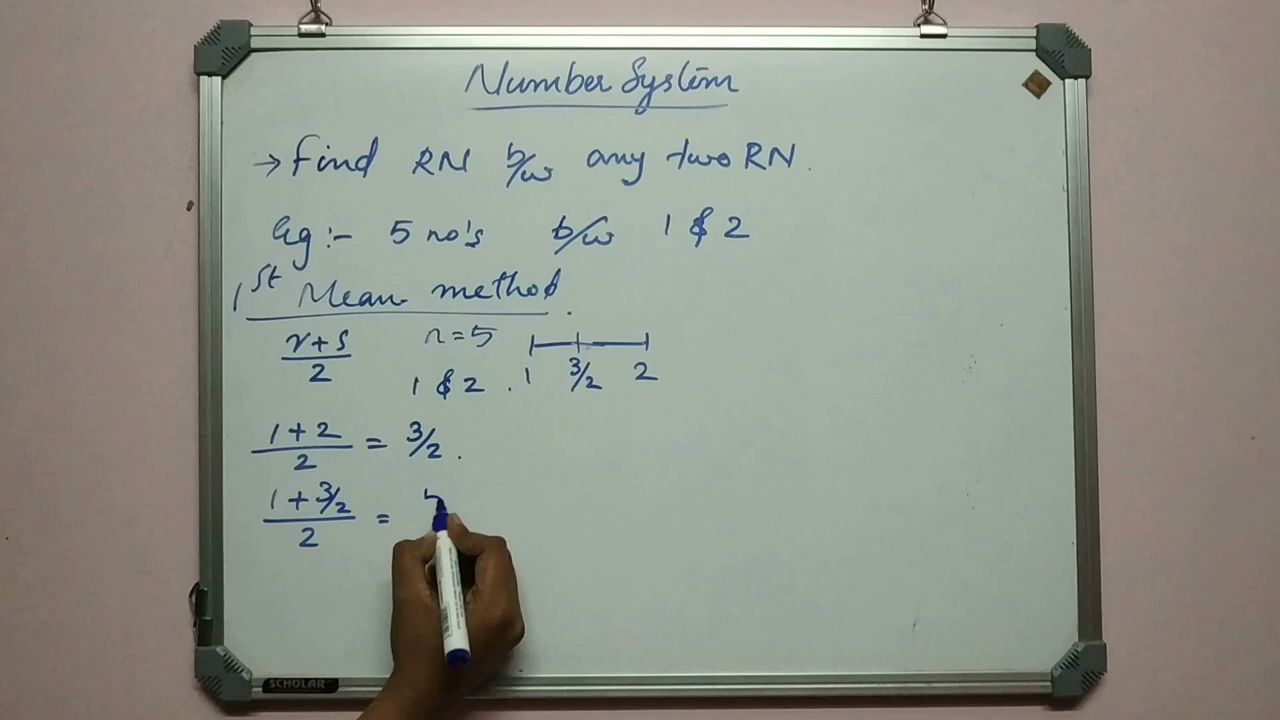 Number System
→ Find RN b/w any two RN.
Eg:- 5 no's b/w 1 & 2
1st Mean method.
r+s/2 n=5
1 & 2 . 1 3/2 2
1+2/2 = 3/2 .
1+3/2/2 = 5
SCHOLAR